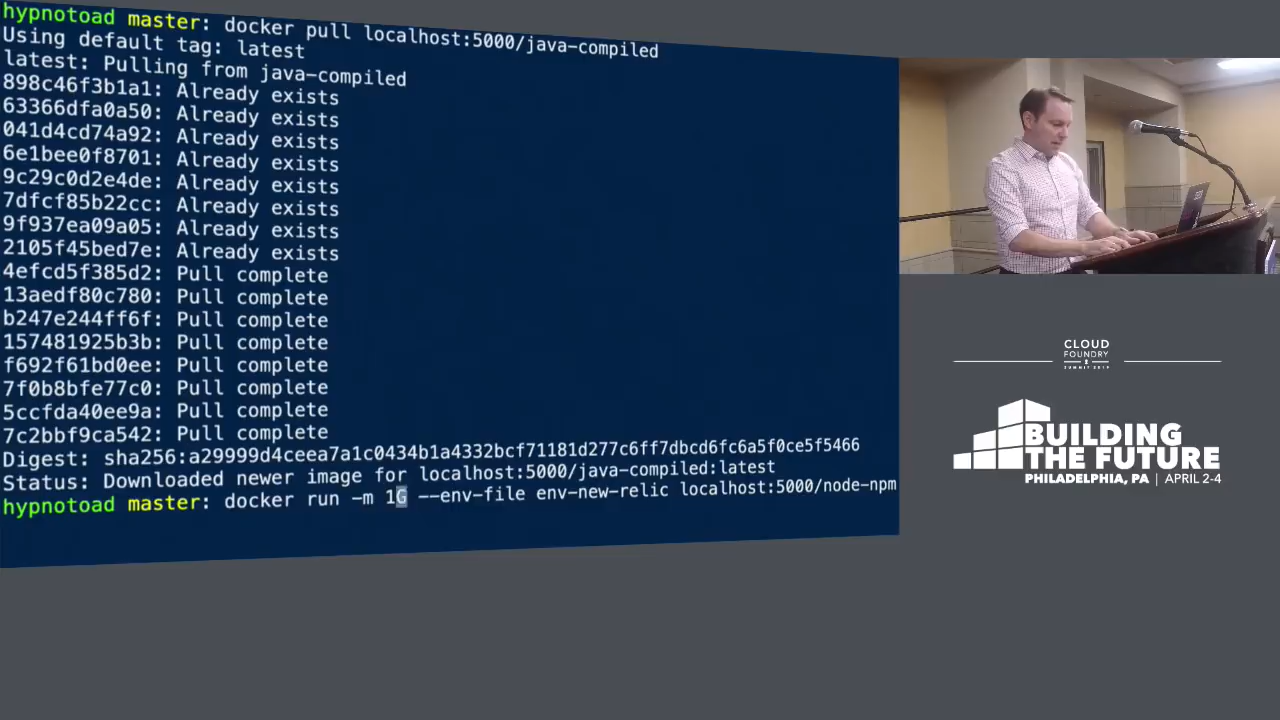 hypnotoad master: docker pull localhost:5000/java-compiled
Using default tag: latest
latest: Pulling from java-compiled
898c46f3b1a1: Already exists
63366dfa0a50: Already exists
041d4cd74a92: Already exists
6e1bee0f8701: Already exists
9c29c0d2e4de: Already exists
7dfcf85b22cc: Already exists
9f937ea09a05: Already exists
2105f45bed7e: Already exists
4efcd5f385d2: Pull complete
13aedf80c780: Pull complete
b247e244ff6f: Pull complete
157481925b3b: Pull complete
f692f61bd0ee: Pull complete
7f0b8bfe77c0: Pull complete
5ccfda40ee9a: Pull complete
7c2bbf9ca542: Pull complete
Digest: sha256:a29999d4ceea7a1c0434b1a4332bcf71181d277c6ff7dbcd6fc6a5f0ce5f5466
Status: Downloaded newer image for localhost:5000/java-compiled:latest
hypnotoad master: docker run -m 1G --env-file env-new-relic localhost:5000/node-npm
CLOUD
FOUNDRY
SUMMIT 2019
BUILDING
THE FUTURE
PHILADELPHIA, PA | APRIL 2-4